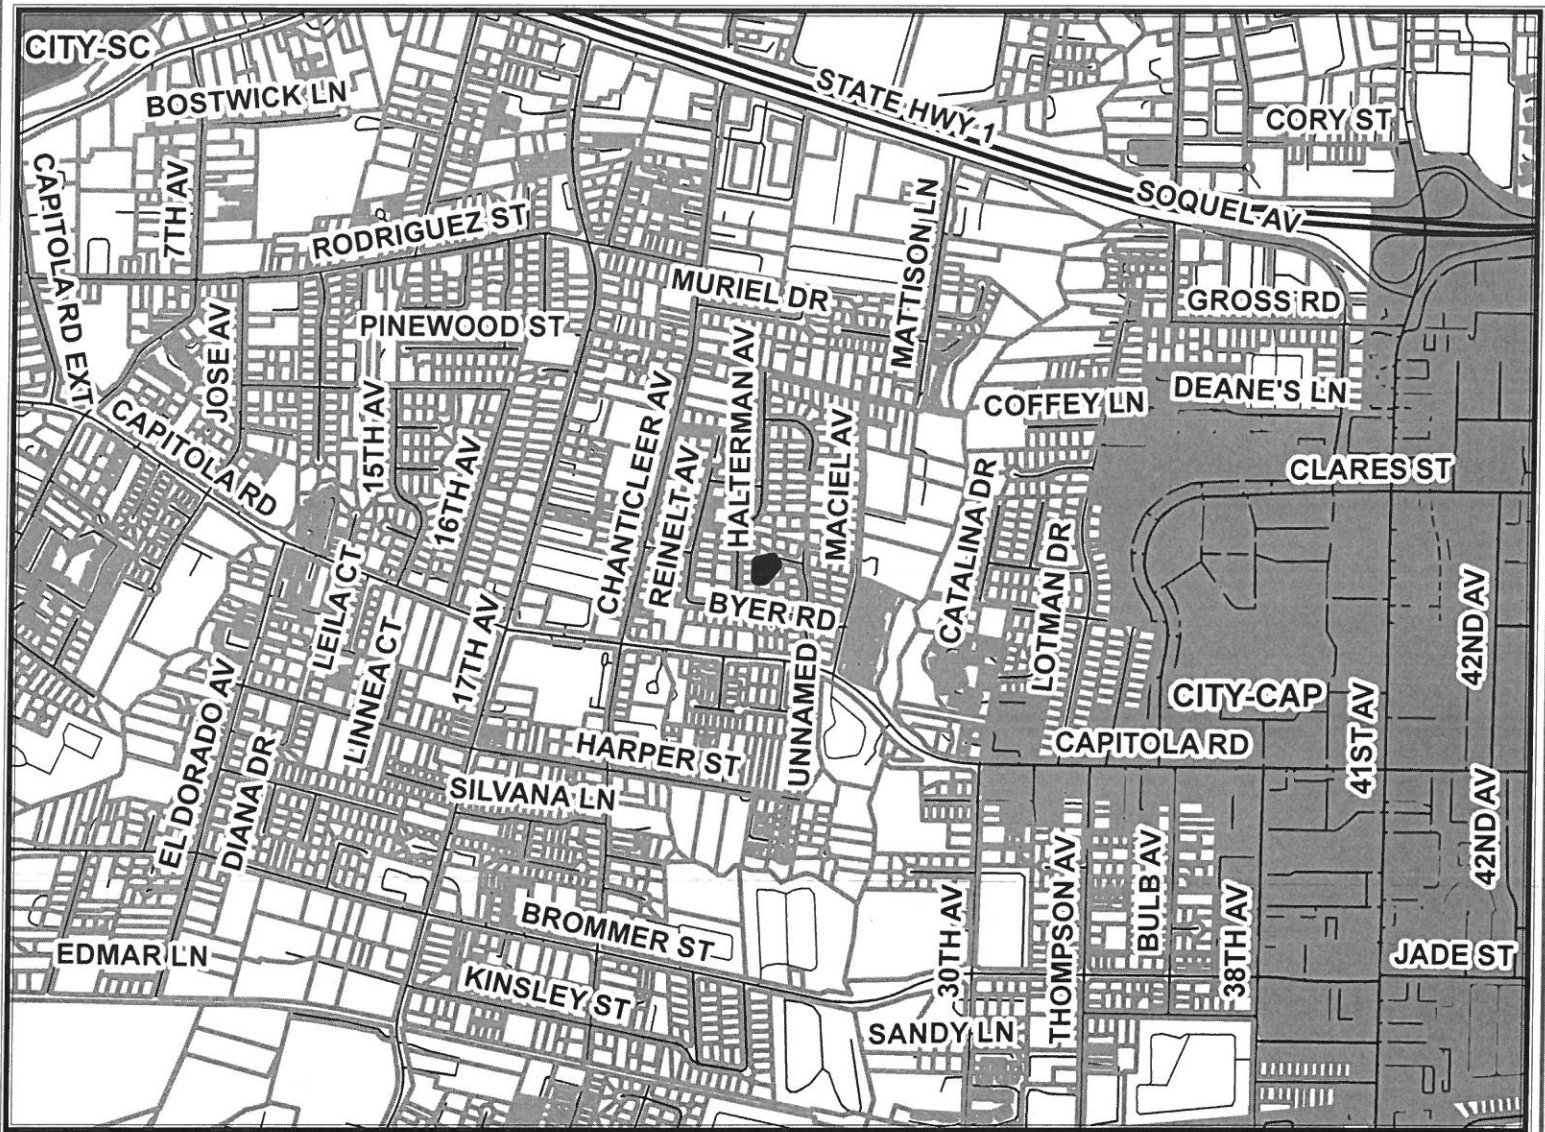 CITY-SC
BOSTWICK LN
STATE HWY 1
CORY ST
CAPITOLA RD EXT
7TH AV
RODRIGUEZ ST
MATTISON LN
SOQUEL AV
MURIEL DR
GROSS RD
JOSE AV
PINEWOOD ST
HALTERMAN AV
COFFEY LN
DEANE'S LN
CAPITOLA RD
15TH AV
16TH AV
CHANTICLEER AV
REINELT AV
MACIEL AV
CATALINA DR
CLARES ST
LOTMAN DR
LEILA CT
BYER RD
42ND AV
EL DORADO AV
LINNEA CT
17TH AV
UNNAMED
CITY-CAP
41ST AV
HARPER ST
CAPITOLA RD
DIANA DR
SILVANA LN
42ND AV
BROMMER ST
30TH AV
THOMPSON AV
BULB AV
38TH AV
EDMAR LN
JADE ST
KINSLEY ST
SANDY LN